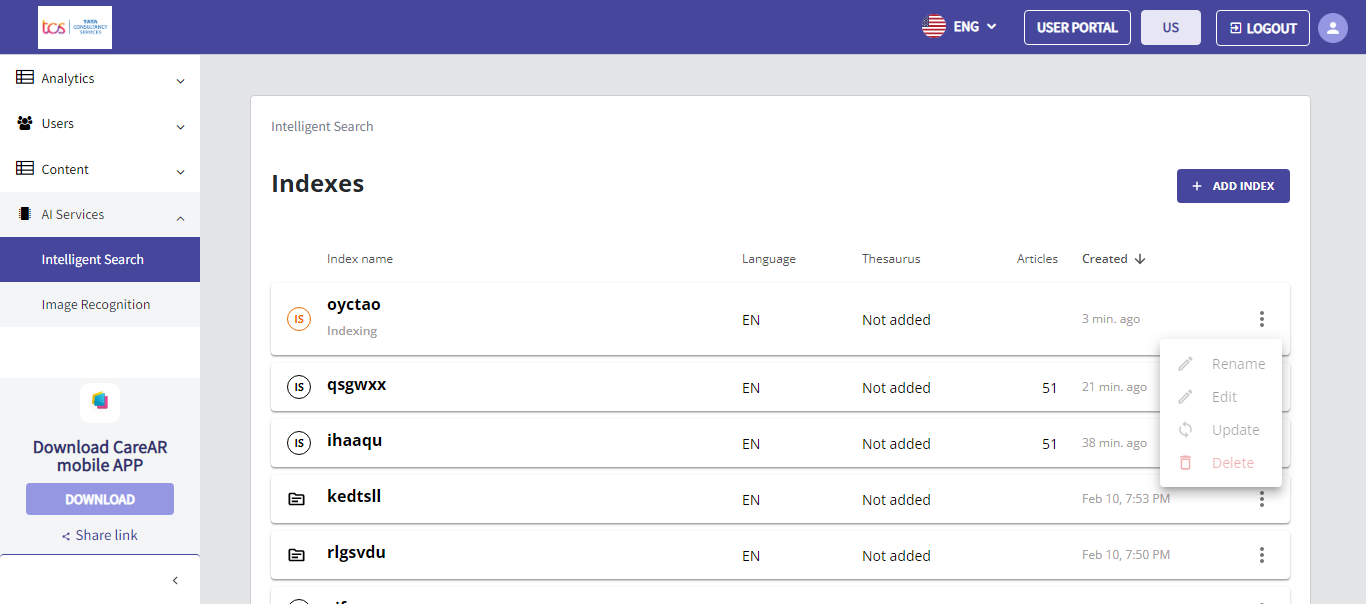 tcs TATA CONSULTANCY SERVICES
ENG
USER PORTAL
US
LOGOUT
Analytics
Users
Content
AI Services
Intelligent Search
Image Recognition
Download CareAR
mobile APP
DOWNLOAD
Share link
Intelligent Search
Indexes
+ ADD INDEX
Index name Language Thesaurus Articles Created
IS oyctao EN Not added 3 min. ago
Indexing
IS qsgwxx EN Not added 51 21 min. ago
IS ihaaqu EN Not added 51 38 min. ago
kedtsll EN Not added Feb 10, 7:53 PM
rlgsvdu EN Not added Feb 10, 7:50 PM
Rename
Edit
Update
Delete